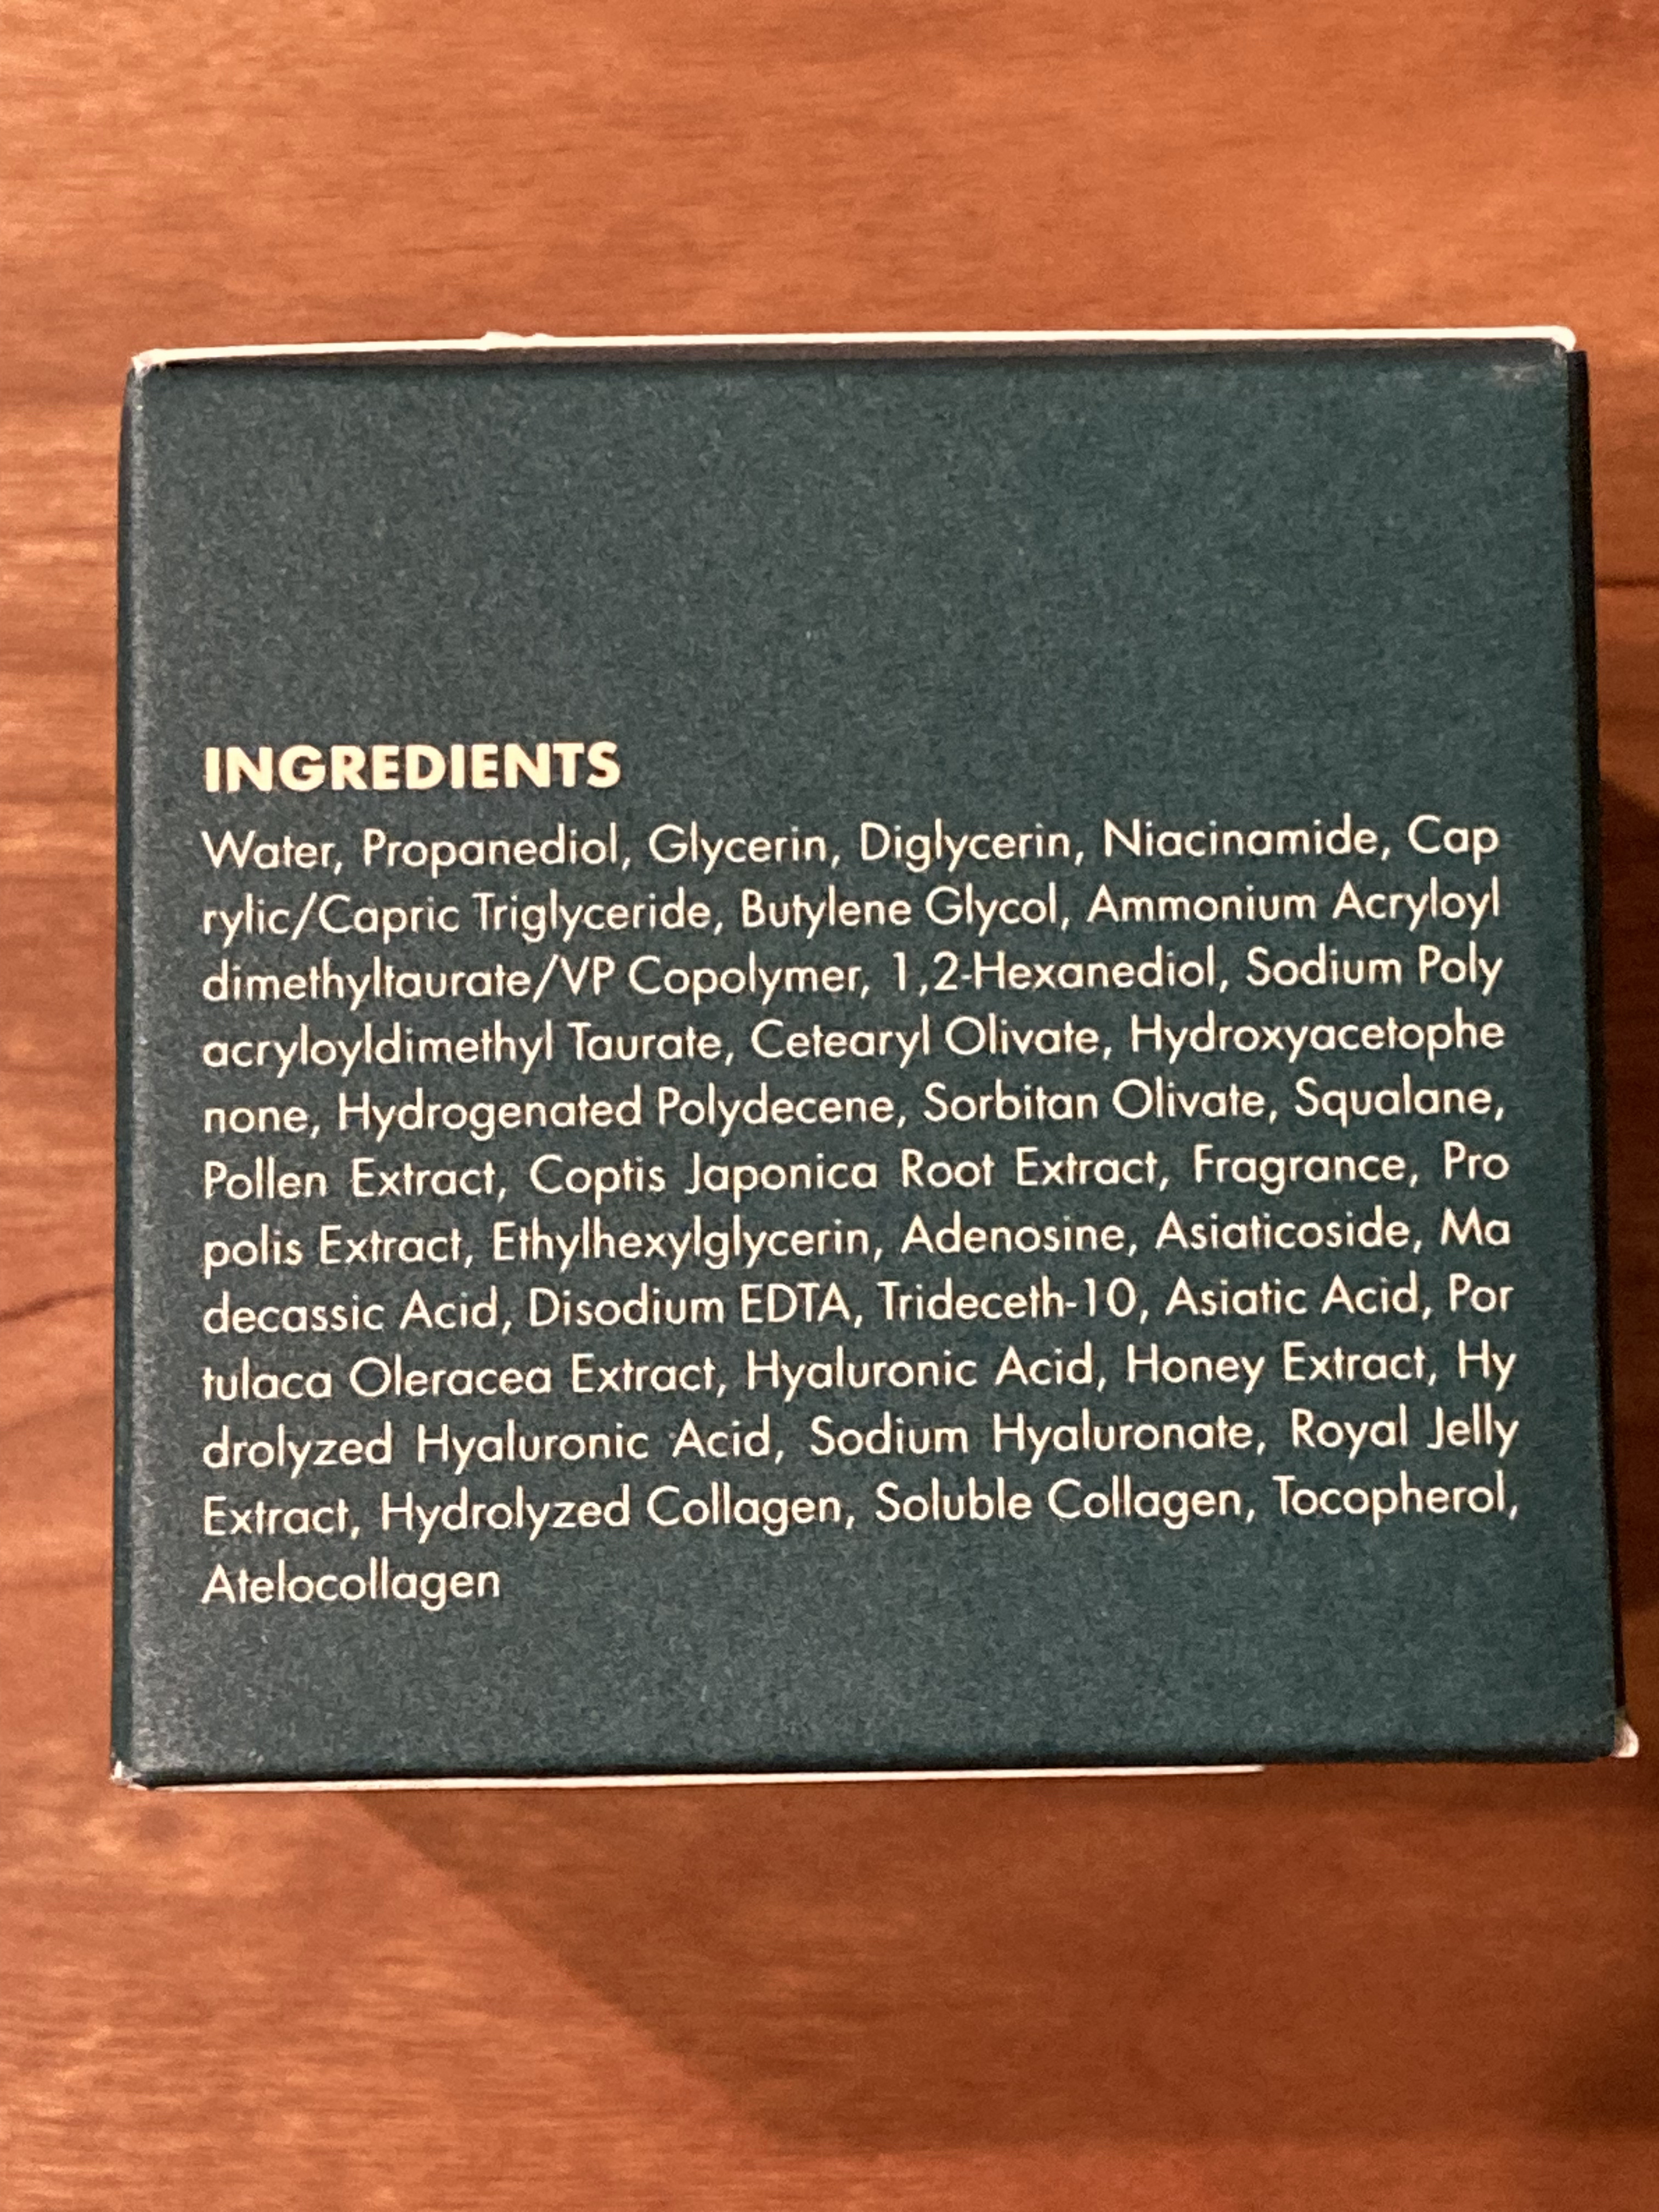 INGREDIENTS
Water, Propanediol, Glycerin, Diglycerin, Niacinamide, Cap
rylic/Capric Triglyceride, Butylene Glycol, Ammonium Acryloyl
dimethyltaurate/VP Copolymer, 1,2-Hexanediol, Sodium Poly
acryloyldimethyl Taurate, Cetearyl Olivate, Hydroxyacetophe
none, Hydrogenated Polydecene, Sorbitan Olivate, Squalane,
Pollen Extract, Coptis Japonica Root Extract, Fragrance, Pro
polis Extract, Ethylhexylglycerin, Adenosine, Asiaticoside, Ma
decassic Acid, Disodium EDTA, Trideceth-10, Asiatic Acid, Por
tulaca Oleracea Extract, Hyaluronic Acid, Honey Extract, Hy
drolyzed Hyaluronic Acid, Sodium Hyaluronate, Royal Jelly
Extract, Hydrolyzed Collagen, Soluble Collagen, Tocopherol,
Atelocollagen